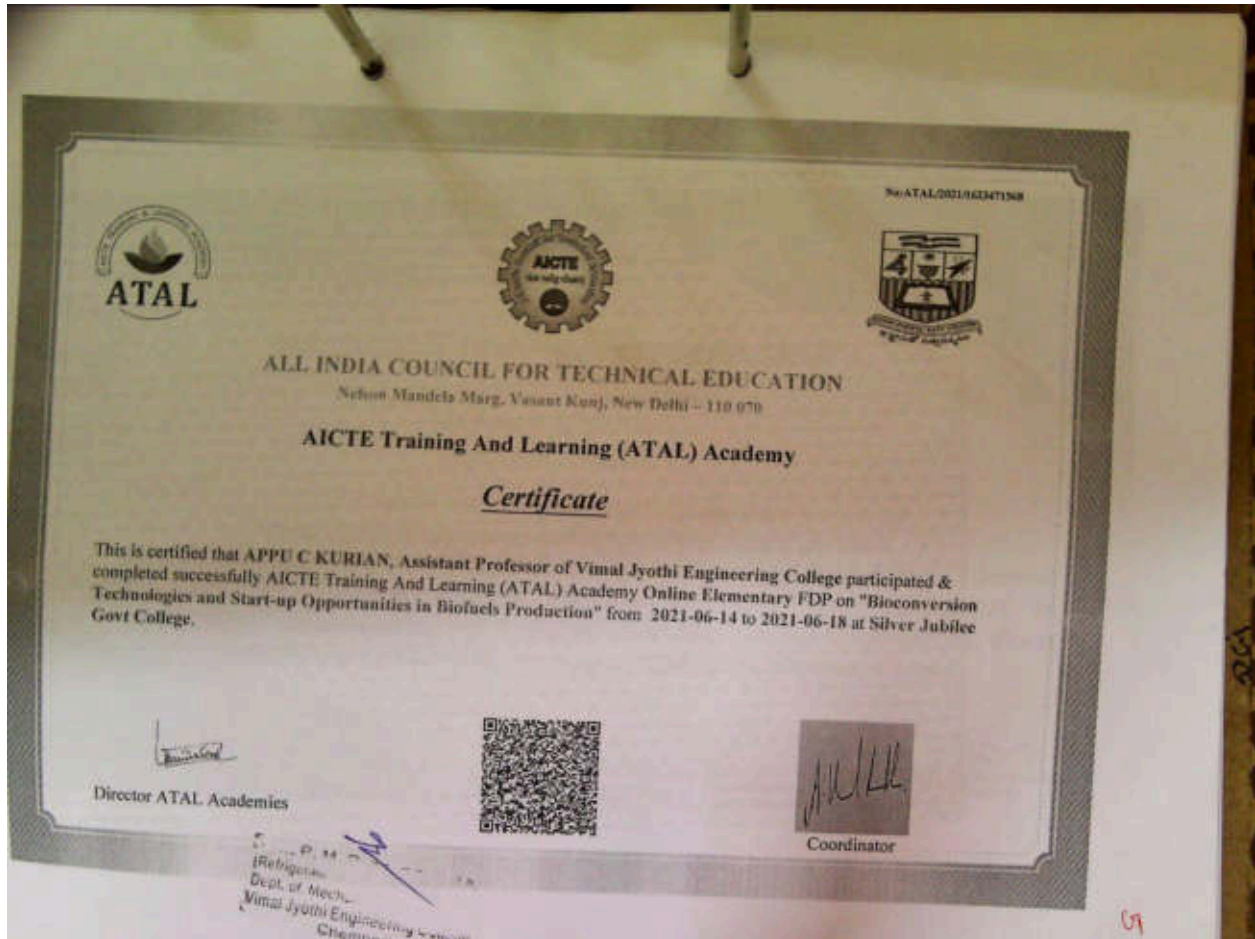 No:ATAL/2021/1623471568
ATAL
AICTE
ALL INDIA COUNCIL FOR TECHNICAL EDUCATION
Nelson Mandela Marg, Vasant Kunj, New Delhi – 110 070
AICTE Training And Learning (ATAL) Academy
Certificate
This is certified that APPU C KURIAN, Assistant Professor of Vimal Jyothi Engineering College participated &
completed successfully AICTE Training And Learning (ATAL) Academy Online Elementary FDP on "Bioconversion
Technologies and Start-up Opportunities in Biofuels Production" from 2021-06-14 to 2021-06-18 at Silver Jubilee
Govt College.
Director ATAL Academies
Coordinator
Dept. of Mech.
Vimal Jyothi Engineering